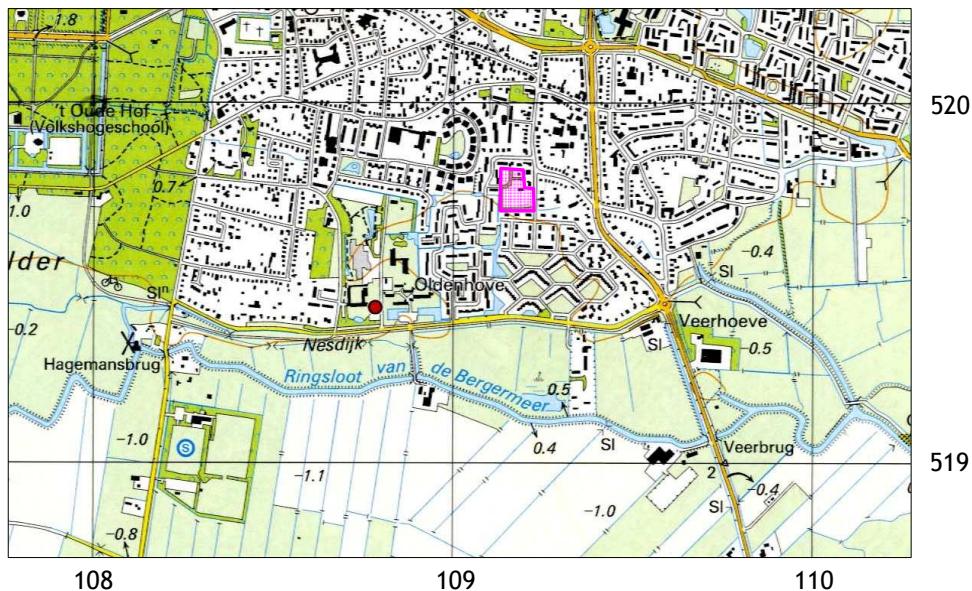 1.8
520
't Oude Hof
(Volkshogeschool)
0.7
1.0
-0.4
lder
Sl
Slⁿ
Oldenhove
-0.2
Veerhoeve
Nesdijk
Sl
-0.5
Hagemansbrug
Ringsloot van de Bergermeer
0.5
-1.0
S
0.4
Sl
Veerbrug
519
-1.1
2
-0.4
-1.0
Sl
-0.8
108
109
110